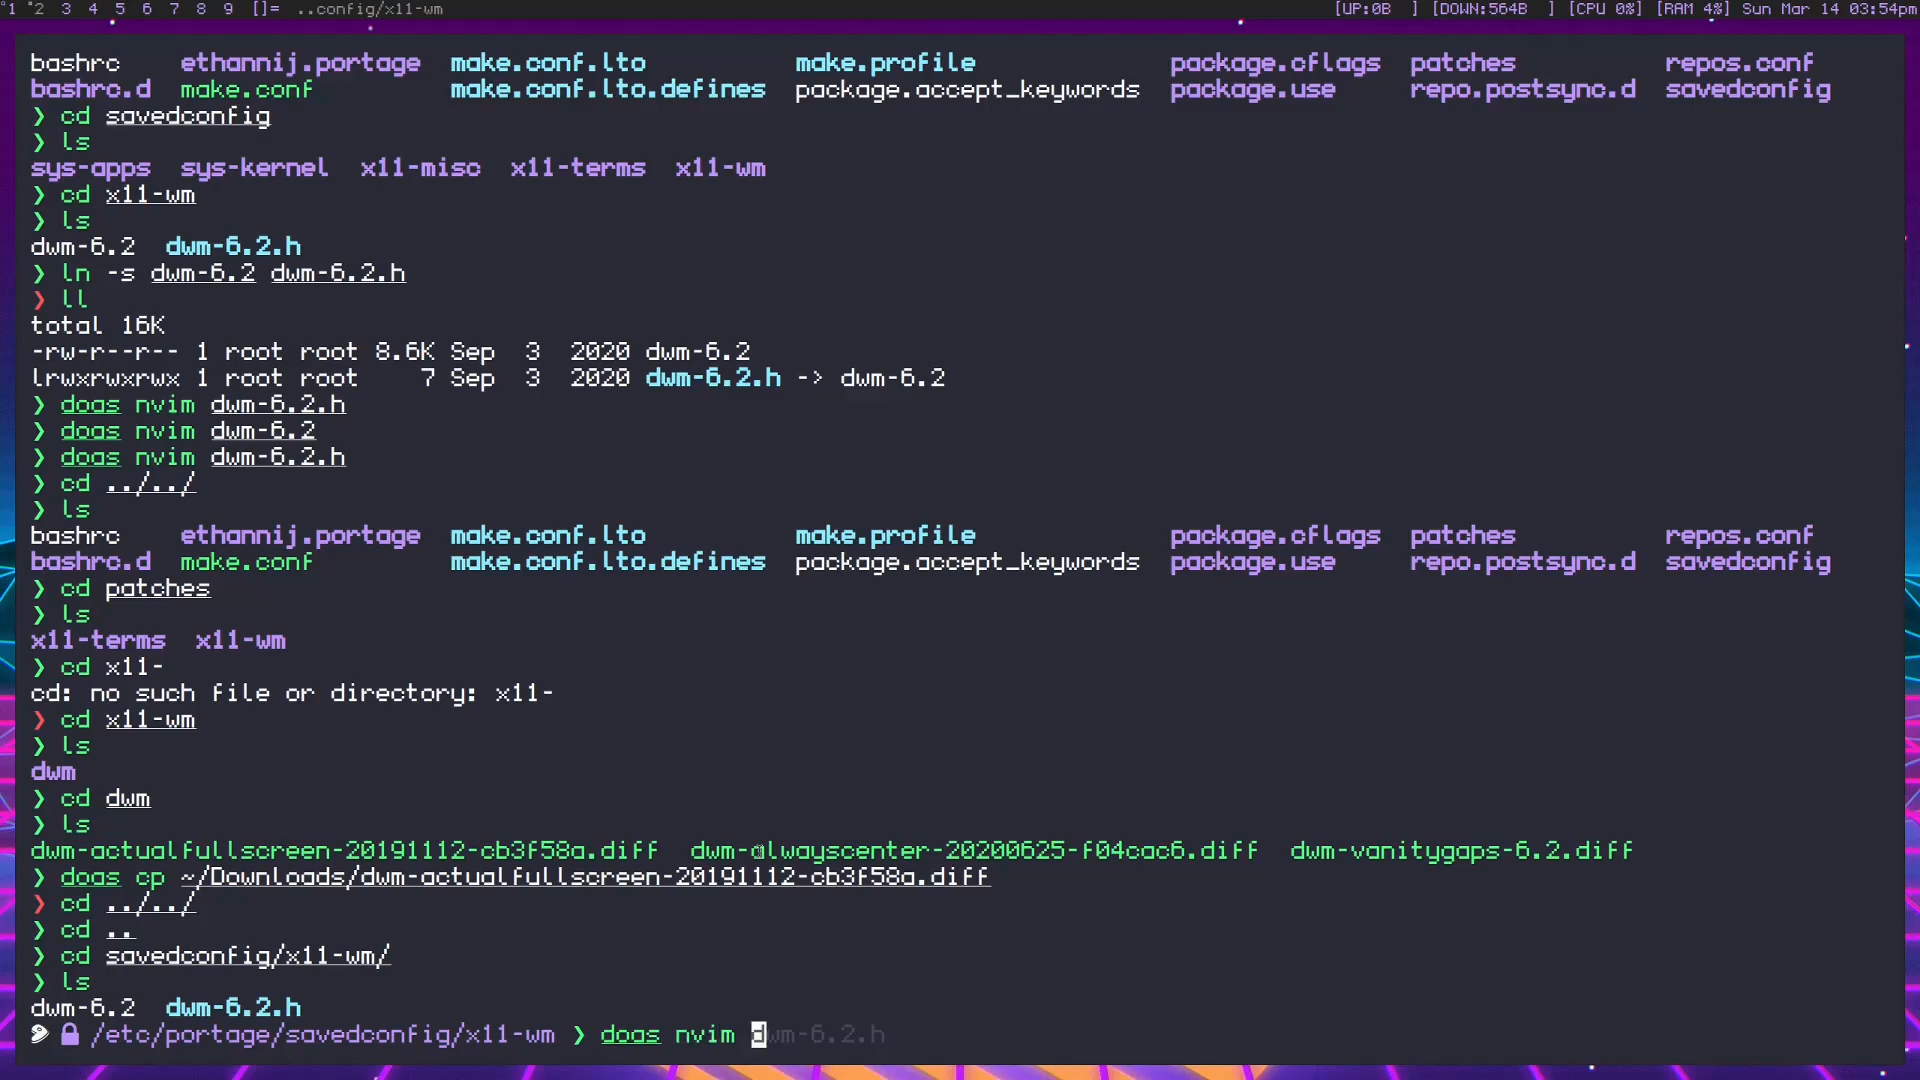 1 2 3 4 5 6 7 8 9 []= ..config/x11-wm [UP:0B ] [DOWN:564B ] [CPU 0%] [RAM 4%] Sun Mar 14 03:54pm
bashrc ethannij.portage make.conf.lto make.profile package.cflags patches repos.conf
bashrc.d make.conf make.conf.lto.defines package.accept_keywords package.use repo.postsync.d savedconfig
❯ cd savedconfig
❯ ls
sys-apps sys-kernel x11-misc x11-terms x11-wm
❯ cd x11-wm
❯ ls
dwm-6.2 dwm-6.2.h
❯ ln -s dwm-6.2 dwm-6.2.h
❯ ll
total 16K
-rw-r--r-- 1 root root 8.6K Sep 3 2020 dwm-6.2
lrwxrwxrwx 1 root root 7 Sep 3 2020 dwm-6.2.h -> dwm-6.2
❯ doas nvim dwm-6.2.h
❯ doas nvim dwm-6.2
❯ doas nvim dwm-6.2.h
❯ cd ../../
❯ ls
bashrc ethannij.portage make.conf.lto make.profile package.cflags patches repos.conf
bashrc.d make.conf make.conf.lto.defines package.accept_keywords package.use repo.postsync.d savedconfig
❯ cd patches
❯ ls
x11-terms x11-wm
❯ cd x11-
cd: no such file or directory: x11-
❯ cd x11-wm
❯ ls
dwm
❯ cd dwm
❯ ls
dwm-actualfullscreen-20191112-cb3f58a.diff dwm-alwayscenter-20200625-f04cac6.diff dwm-vanitygaps-6.2.diff
❯ doas cp ~/Downloads/dwm-actualfullscreen-20191112-cb3f58a.diff
❯ cd ../../
❯ cd ..
❯ cd savedconfig/x11-wm/
❯ ls
dwm-6.2 dwm-6.2.h
/etc/portage/savedconfig/x11-wm ❯ doas nvim dwm-6.2.h